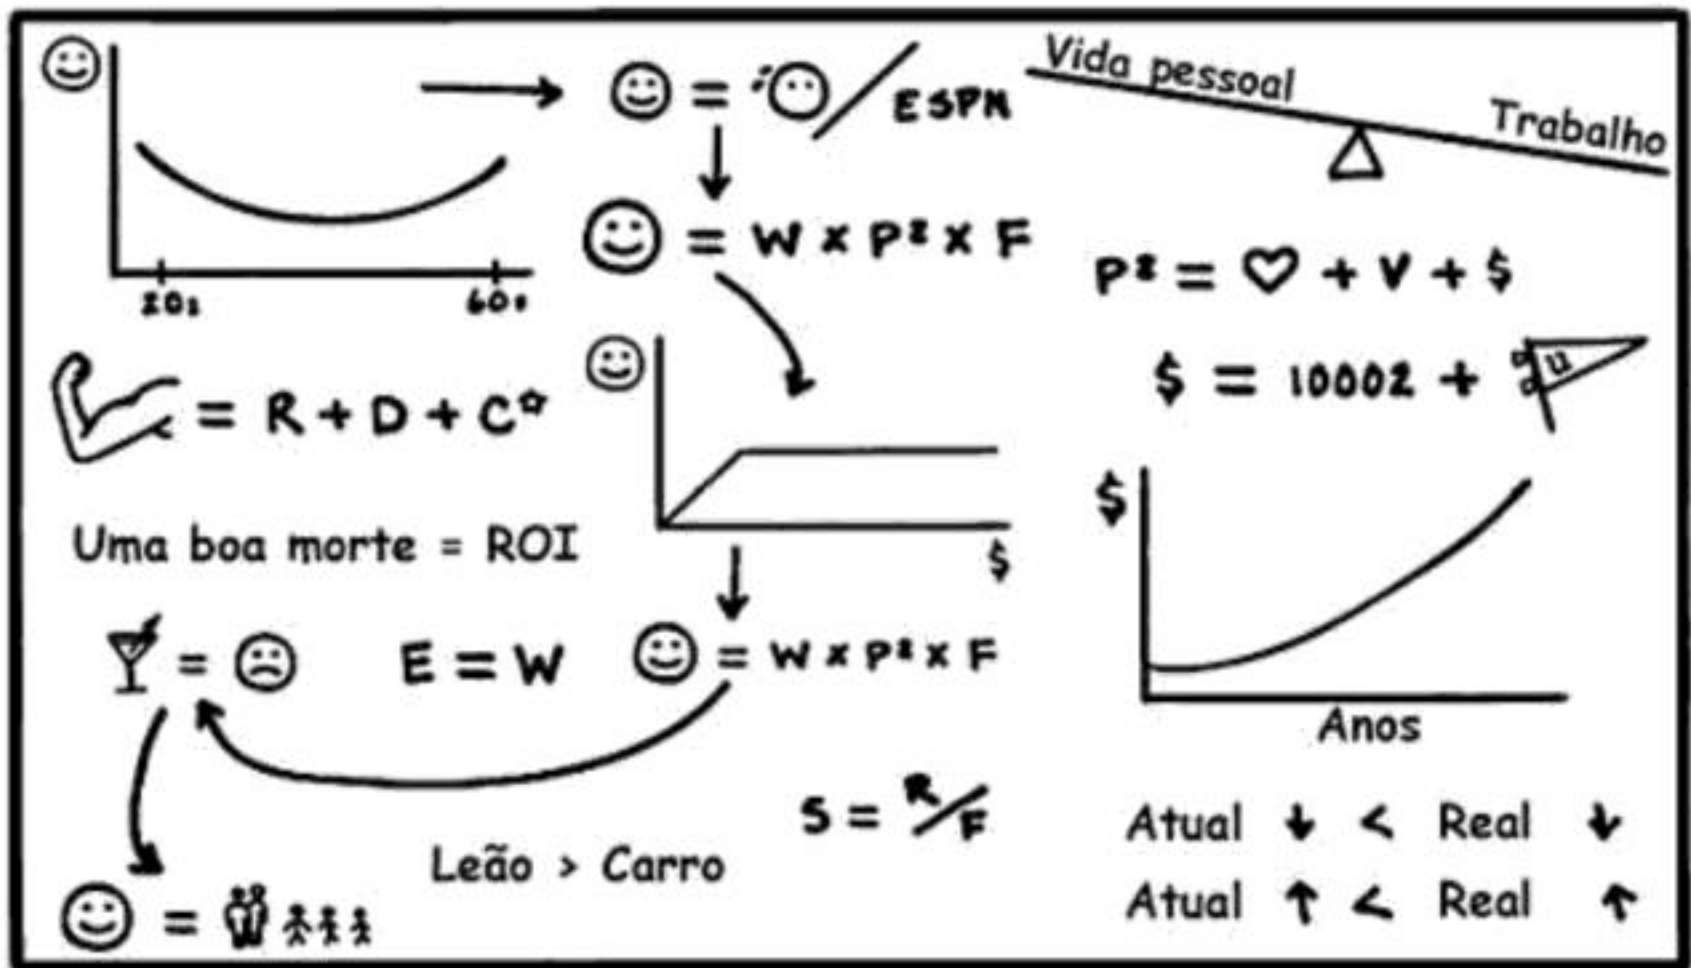 ☺ = / ESPN
Vida pessoal
Trabalho
☺ = W x P² x F
20s 60s
P² = ♡ + V + $
☺
$ = 10002 + U
= R + D + C☆
$
$
Uma boa morte = ROI
= ☹ E = W ☺ = W x P² x F
Anos
S = R/F
Atual ↓ < Real ↓
Leão > Carro
Atual ↑ < Real ↑
☺ =